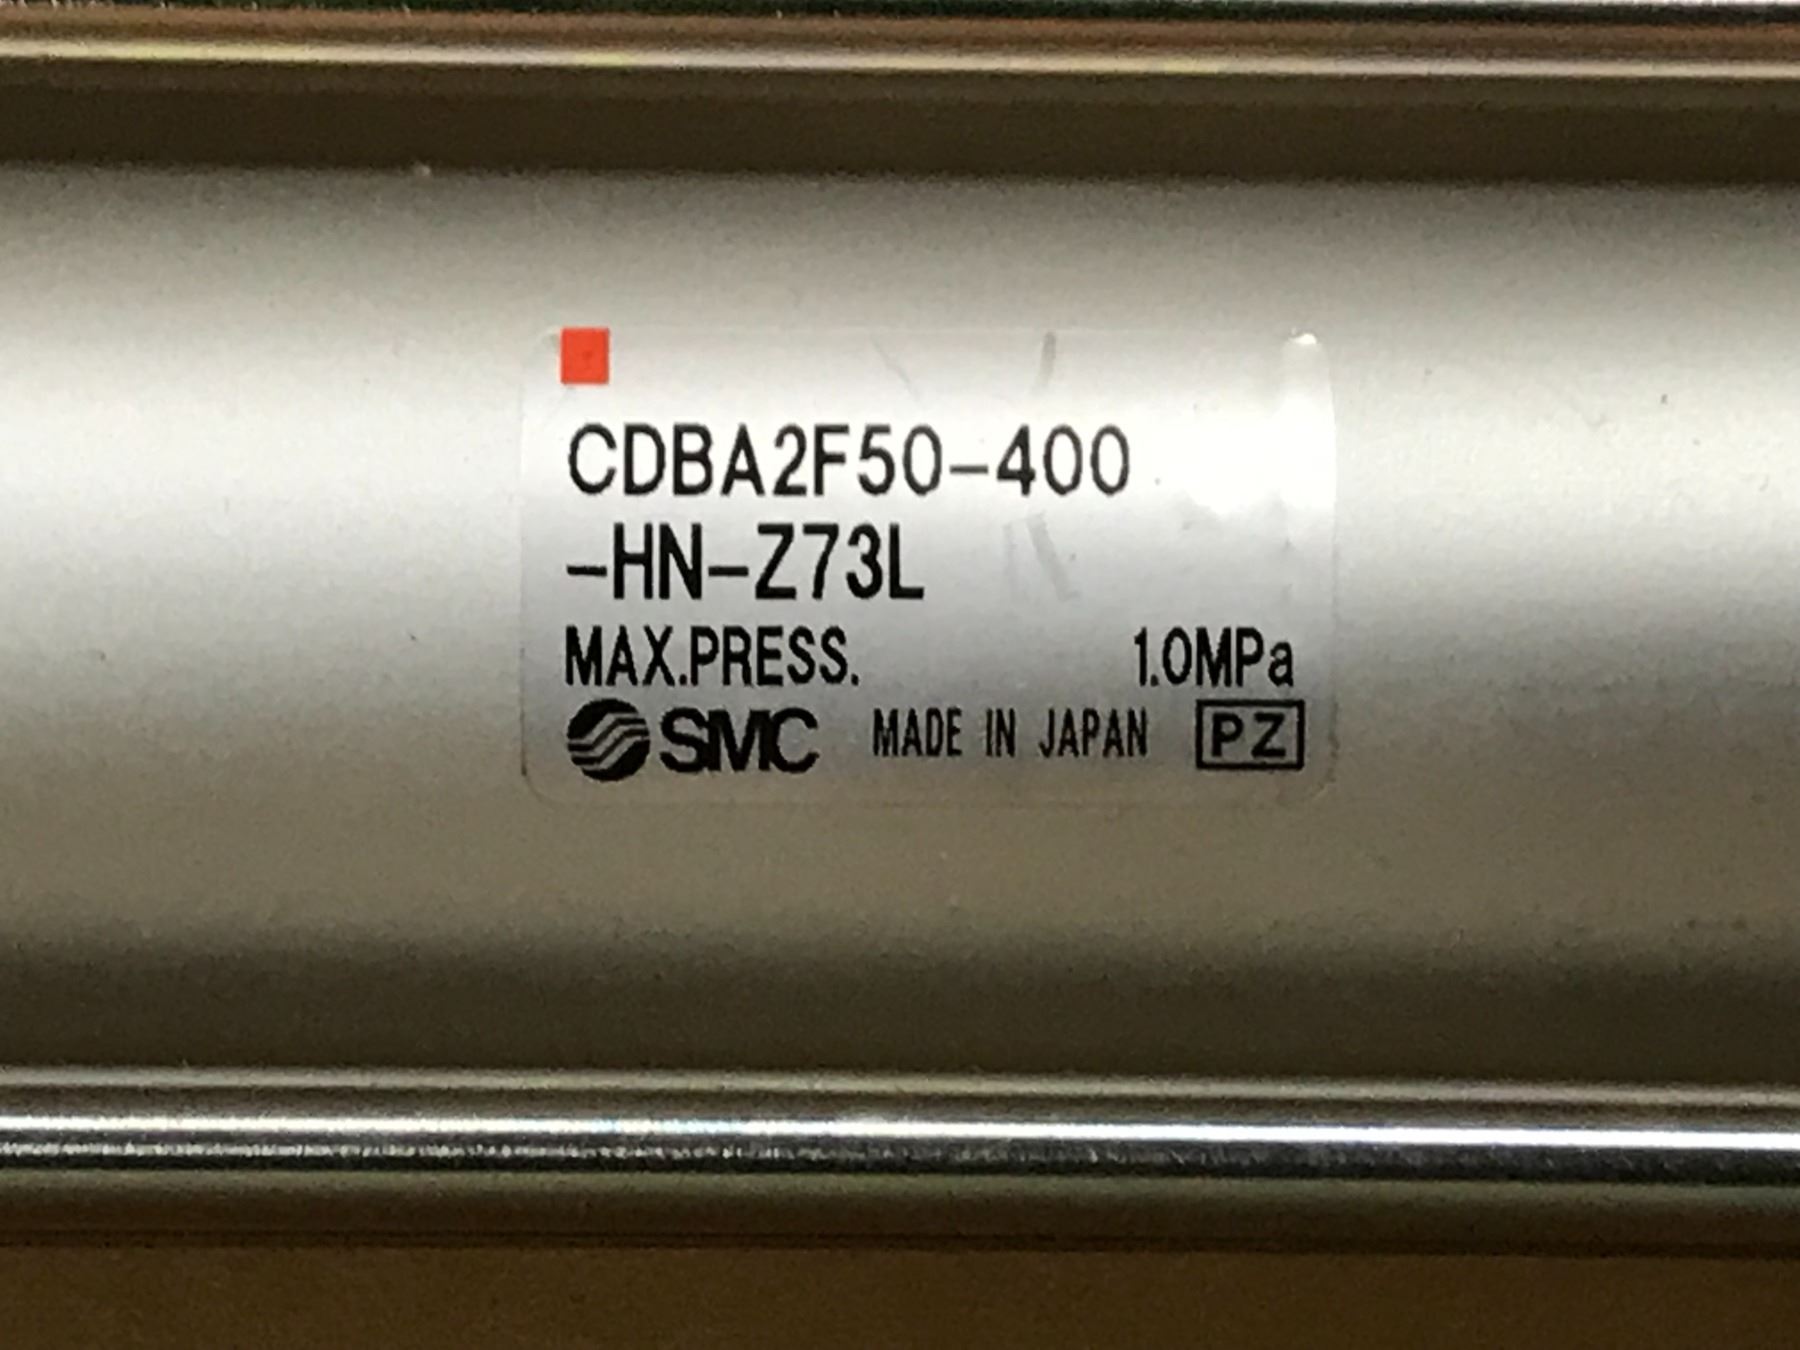 CDBA2F50-400
-HN-Z73L
MAX.PRESS. 1.0MPa
SMC MADE IN JAPAN PZ